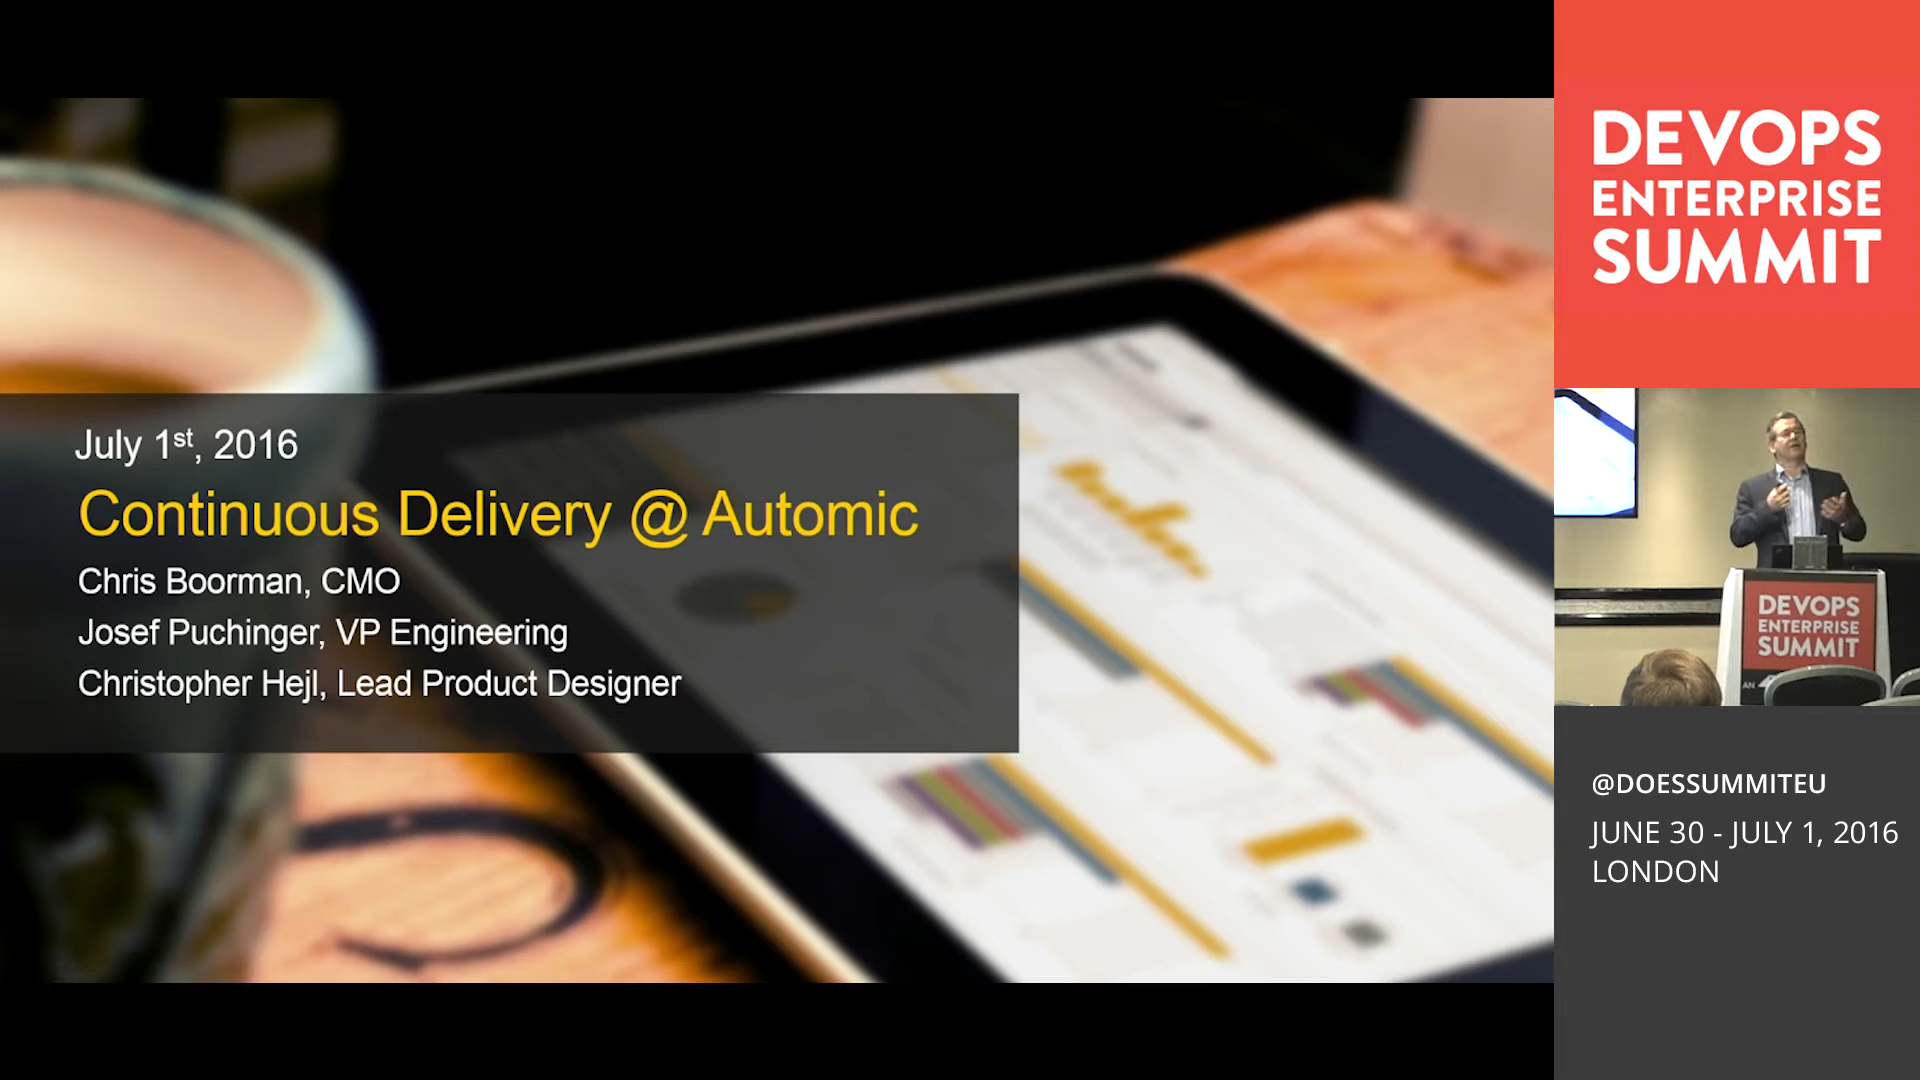 July 1st, 2016
Continuous Delivery @ Automic
Chris Boorman, CMO
Josef Puchinger, VP Engineering
Christopher Hejl, Lead Product Designer
DEVOPS
ENTERPRISE
SUMMIT
DEVOPS
ENTERPRISE
SUMMIT
AN
@DOESSUMMITEU
JUNE 30 - JULY 1, 2016
LONDON